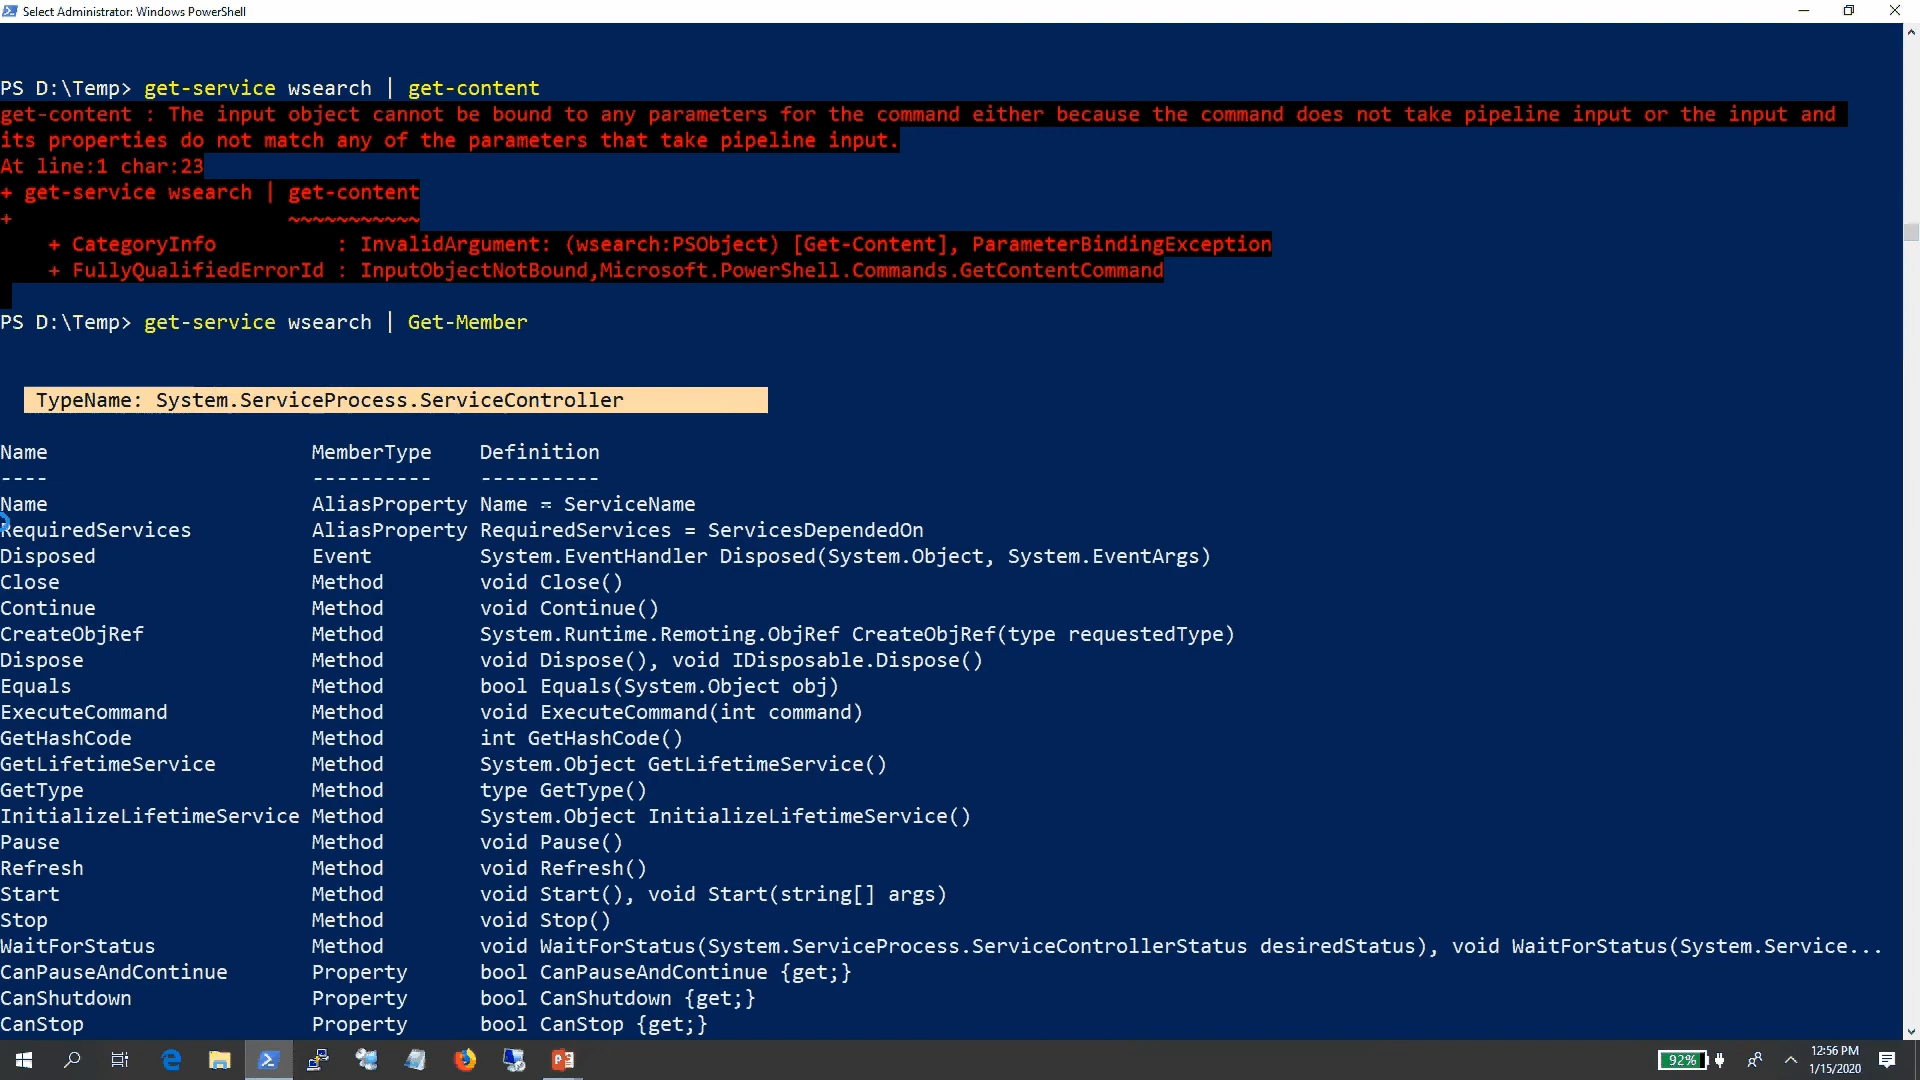 Select Administrator: Windows PowerShell
PS D:\Temp> get-service wsearch | get-content
get-content : The input object cannot be bound to any parameters for the command either because the command does not take pipeline input or the input and
its properties do not match any of the parameters that take pipeline input.
At line:1 char:23
+ get-service wsearch | get-content
+                       ~~~~~~~~~~~
    + CategoryInfo          : InvalidArgument: (wsearch:PSObject) [Get-Content], ParameterBindingException
    + FullyQualifiedErrorId : InputObjectNotBound,Microsoft.PowerShell.Commands.GetContentCommand
PS D:\Temp> get-service wsearch | Get-Member
TypeName: System.ServiceProcess.ServiceController
Name                      MemberType    Definition
----                      ----------    ----------
Name                      AliasProperty Name = ServiceName
RequiredServices          AliasProperty RequiredServices = ServicesDependedOn
Disposed                  Event         System.EventHandler Disposed(System.Object, System.EventArgs)
Close                     Method        void Close()
Continue                  Method        void Continue()
CreateObjRef              Method        System.Runtime.Remoting.ObjRef CreateObjRef(type requestedType)
Dispose                   Method        void Dispose(), void IDisposable.Dispose()
Equals                    Method        bool Equals(System.Object obj)
ExecuteCommand            Method        void ExecuteCommand(int command)
GetHashCode               Method        int GetHashCode()
GetLifetimeService        Method        System.Object GetLifetimeService()
GetType                   Method        type GetType()
InitializeLifetimeService Method        System.Object InitializeLifetimeService()
Pause                     Method        void Pause()
Refresh                   Method        void Refresh()
Start                     Method        void Start(), void Start(string[] args)
Stop                      Method        void Stop()
WaitForStatus             Method        void WaitForStatus(System.ServiceProcess.ServiceControllerStatus desiredStatus), void WaitForStatus(System.Service...
CanPauseAndContinue       Property      bool CanPauseAndContinue {get;}
CanShutdown               Property      bool CanShutdown {get;}
CanStop                   Property      bool CanStop {get;}
92%
12:56 PM
1/15/2020